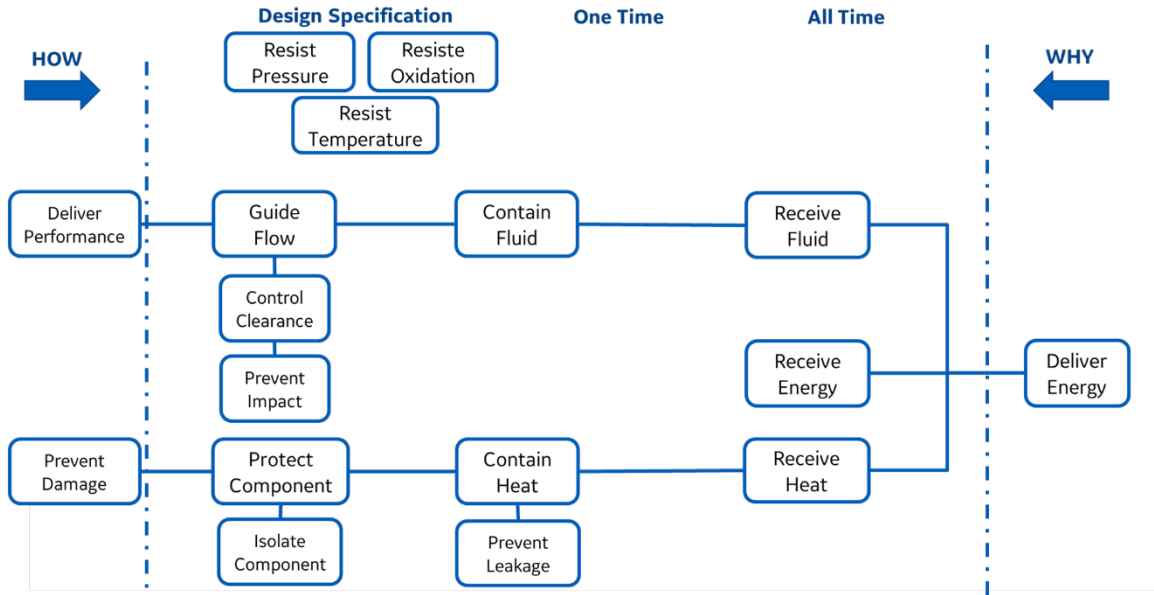 Design Specification
One Time
All Time
HOW
WHY
Resist
Pressure
Resiste
Oxidation
Resist
Temperature
Deliver
Performance
Guide
Flow
Contain
Fluid
Receive
Fluid
Control
Clearance
Prevent
Impact
Receive
Energy
Deliver
Energy
Prevent
Damage
Protect
Component
Contain
Heat
Receive
Heat
Isolate
Component
Prevent
Leakage